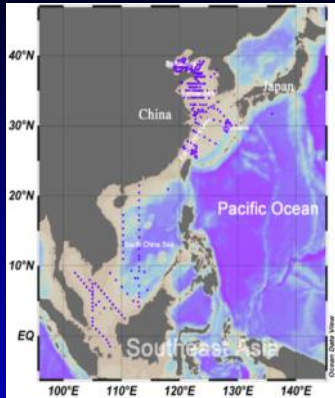 40°N
30°N
20°N
10°N
EQ
China
Japan
Pacific Ocean
South China Sea
Southeast Asia
100°E
110°E
120°E
130°E
140°E
Ocean Data View